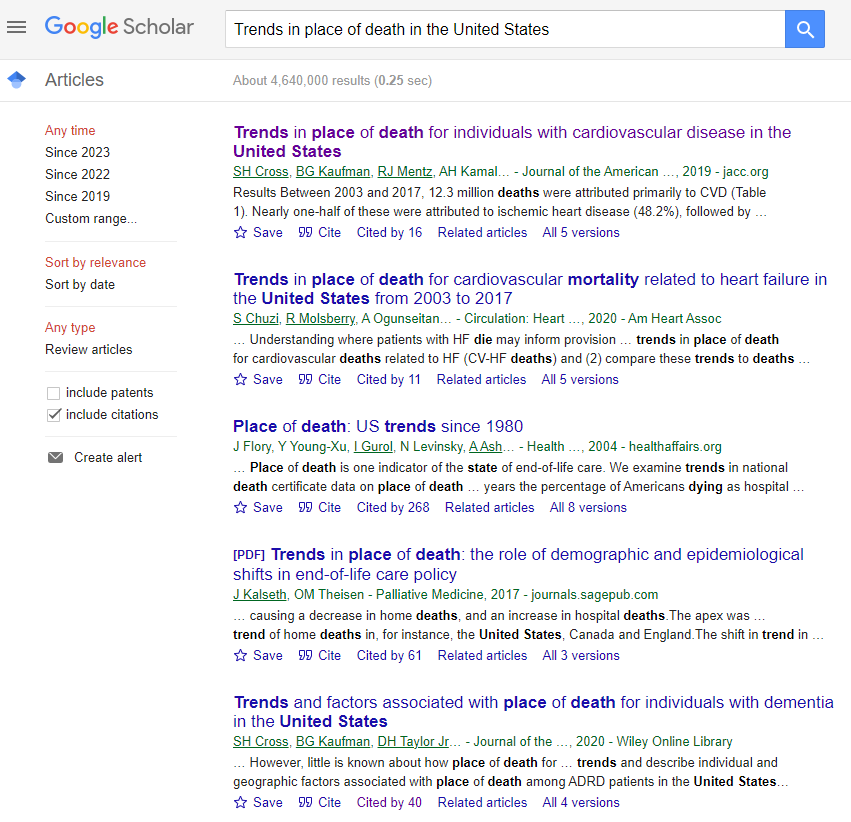 Google Scholar
Trends in place of death in the United States
Articles
About 4,640,000 results (0.25 sec)
Any time
Since 2023
Since 2022
Since 2019
Custom range...
Sort by relevance
Sort by date
Any type
Review articles
include patents
include citations
Create alert
Trends in place of death for individuals with cardiovascular disease in the
United States
SH Cross, BG Kaufman, RJ Mentz, AH Kamal… - Journal of the American …, 2019 - jacc.org
Results Between 2003 and 2017, 12.3 million deaths were attributed primarily to CVD (Table
1). Nearly one-half of these were attributed to ischemic heart disease (48.2%), followed by …
Save Cite Cited by 16 Related articles All 5 versions
Trends in place of death for cardiovascular mortality related to heart failure in
the United States from 2003 to 2017
S Chuzi, R Molsberry, A Ogunseitan… - Circulation: Heart …, 2020 - Am Heart Assoc
… Understanding where patients with HF die may inform provision … trends in place of death
for cardiovascular deaths related to HF (CV-HF deaths) and (2) compare these trends to deaths …
Save Cite Cited by 11 Related articles All 5 versions
Place of death: US trends since 1980
J Flory, Y Young-Xu, I Gurol, N Levinsky, A Ash… - Health …, 2004 - healthaffairs.org
… Place of death is one indicator of the state of end-of-life care. We examine trends in national
death certificate data on place of death … years the percentage of Americans dying as hospital …
Save Cite Cited by 268 Related articles All 8 versions
[PDF] Trends in place of death: the role of demographic and epidemiological
shifts in end-of-life care policy
J Kalseth, OM Theisen - Palliative Medicine, 2017 - journals.sagepub.com
… causing a decrease in home deaths, and an increase in hospital deaths.The apex was …
trend of home deaths in, for instance, the United States, Canada and England.The shift in trend in …
Save Cite Cited by 61 Related articles All 3 versions
Trends and factors associated with place of death for individuals with dementia
in the United States
SH Cross, BG Kaufman, DH Taylor Jr… - Journal of the …, 2020 - Wiley Online Library
… However, little is known about how place of death for … trends and describe individual and
geographic factors associated with place of death among ADRD patients in the United States…
Save Cite Cited by 40 Related articles All 4 versions